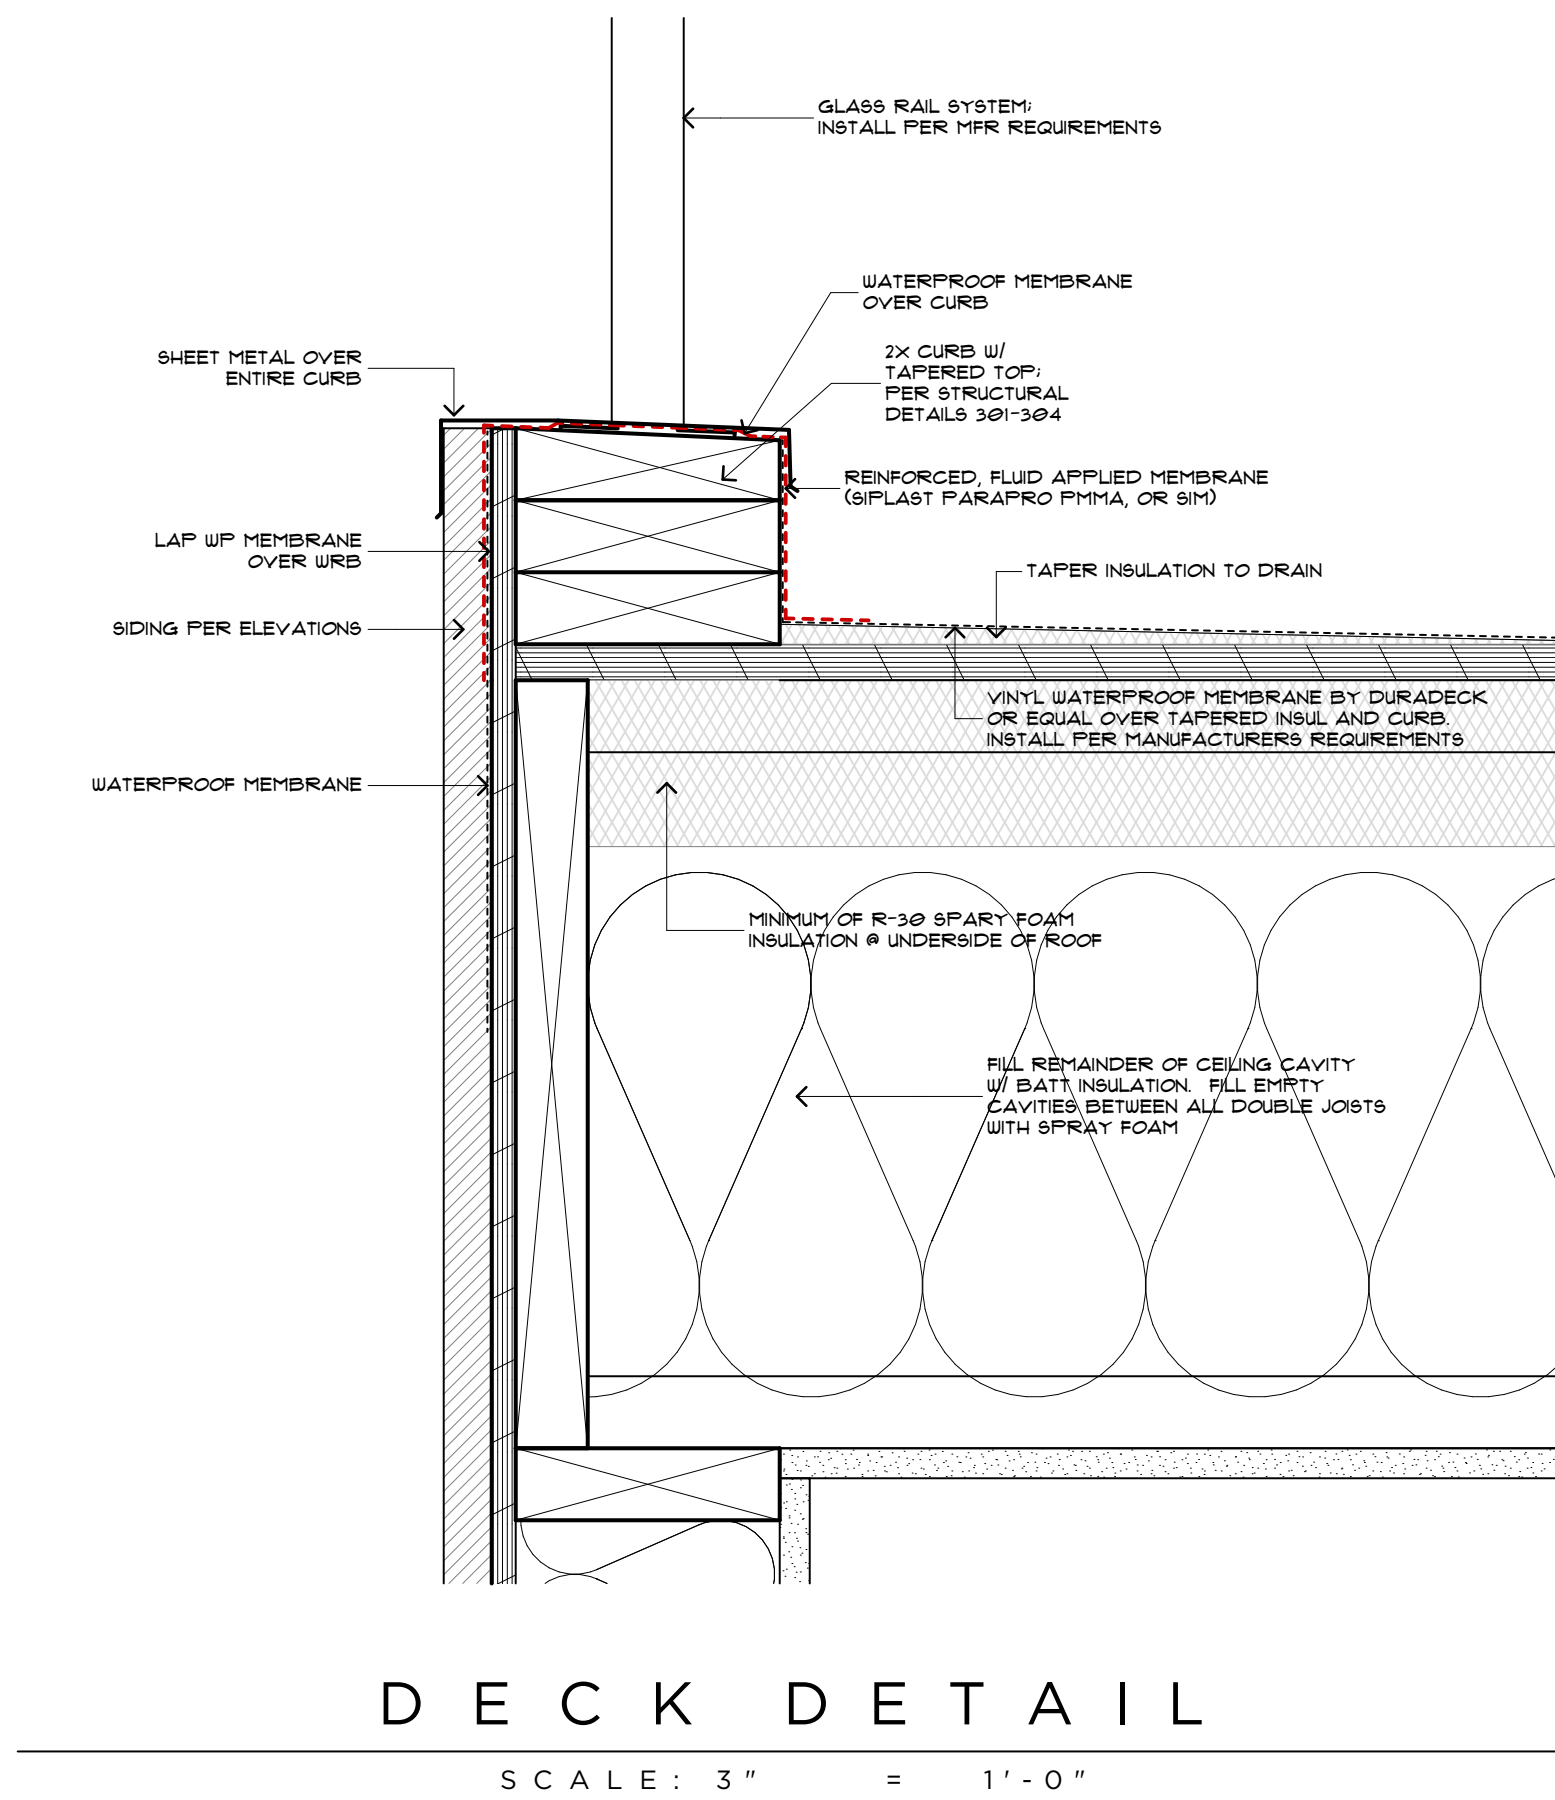 GLASS RAIL SYSTEM;
INSTALL PER MFR REQUIREMENTS
WATERPROOF MEMBRANE
OVER CURB
SHEET METAL OVER
ENTIRE CURB
2X CURB W/
TAPERED TOP;
PER STRUCTURAL
DETAILS 301-304
REINFORCED, FLUID APPLIED MEMBRANE
(SIPLAST PARAPRO PMMA, OR SIM)
LAP WP MEMBRANE
OVER WRB
TAPER INSULATION TO DRAIN
SIDING PER ELEVATIONS
VINYL WATERPROOF MEMBRANE BY DURADECK
OR EQUAL OVER TAPERED INSUL AND CURB.
INSTALL PER MANUFACTURERS REQUIREMENTS
WATERPROOF MEMBRANE
MINIMUM OF R-30 SPARY FOAM
INSULATION @ UNDERSIDE OF ROOF
FILL REMAINDER OF CEILING CAVITY
W/ BATT INSULATION. FILL EMPTY
CAVITIES BETWEEN ALL DOUBLE JOISTS
WITH SPRAY FOAM
DECK DETAIL
SCALE: 3" = 1'-0"